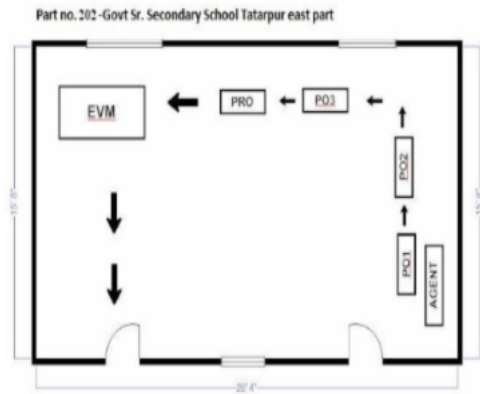 Part no. 202 -Govt Sr. Secondary School Tatarpur east part
EVM
PRO
PO3
PO2
PO1
AGENT
20'4"